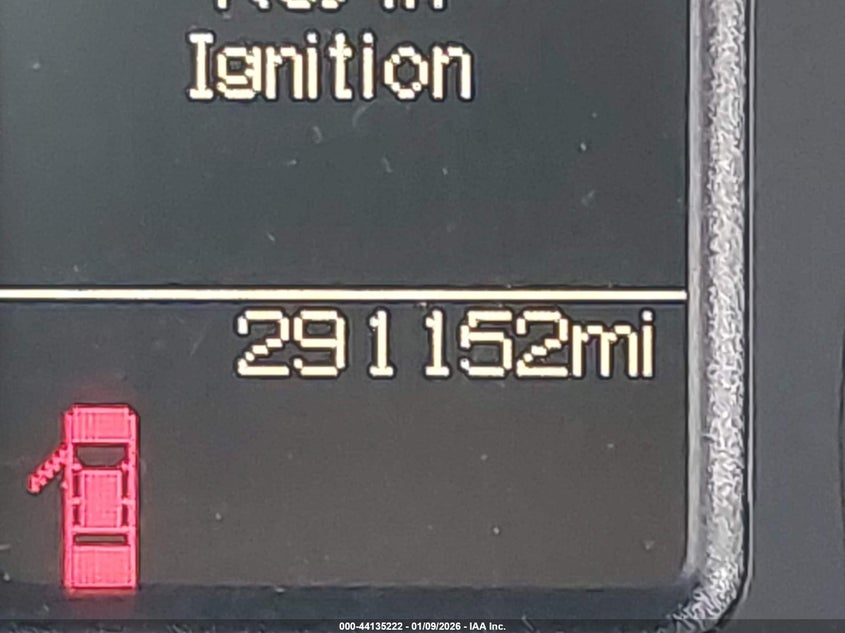 Ignition
291152mi
000-44135222 - 01/09/2026 - IAA Inc.